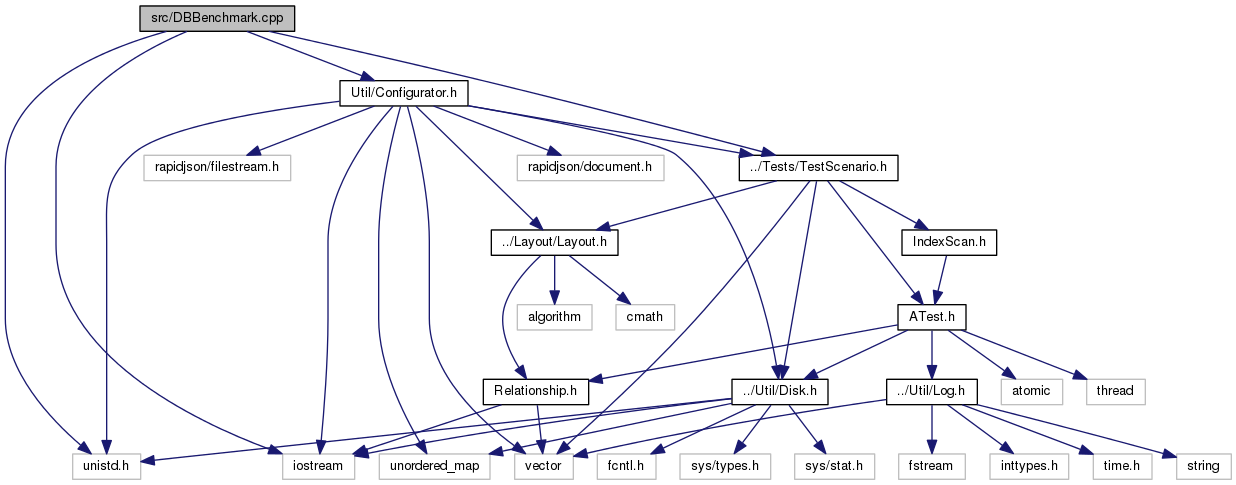 src/DBBenchmark.cpp
Util/Configurator.h
rapidjson/filestream.h
rapidjson/document.h
../Tests/TestScenario.h
../Layout/Layout.h
IndexScan.h
algorithm
cmath
ATest.h
Relationship.h
../Util/Disk.h
../Util/Log.h
atomic
thread
unistd.h
iostream
unordered_map
vector
fcntl.h
sys/types.h
sys/stat.h
fstream
inttypes.h
time.h
string